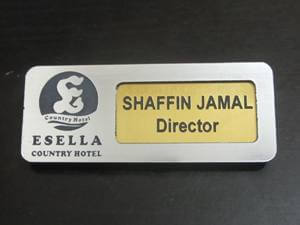 E
Country Hotel
ESELLA
COUNTRY HOTEL
SHAFFIN JAMAL
Director